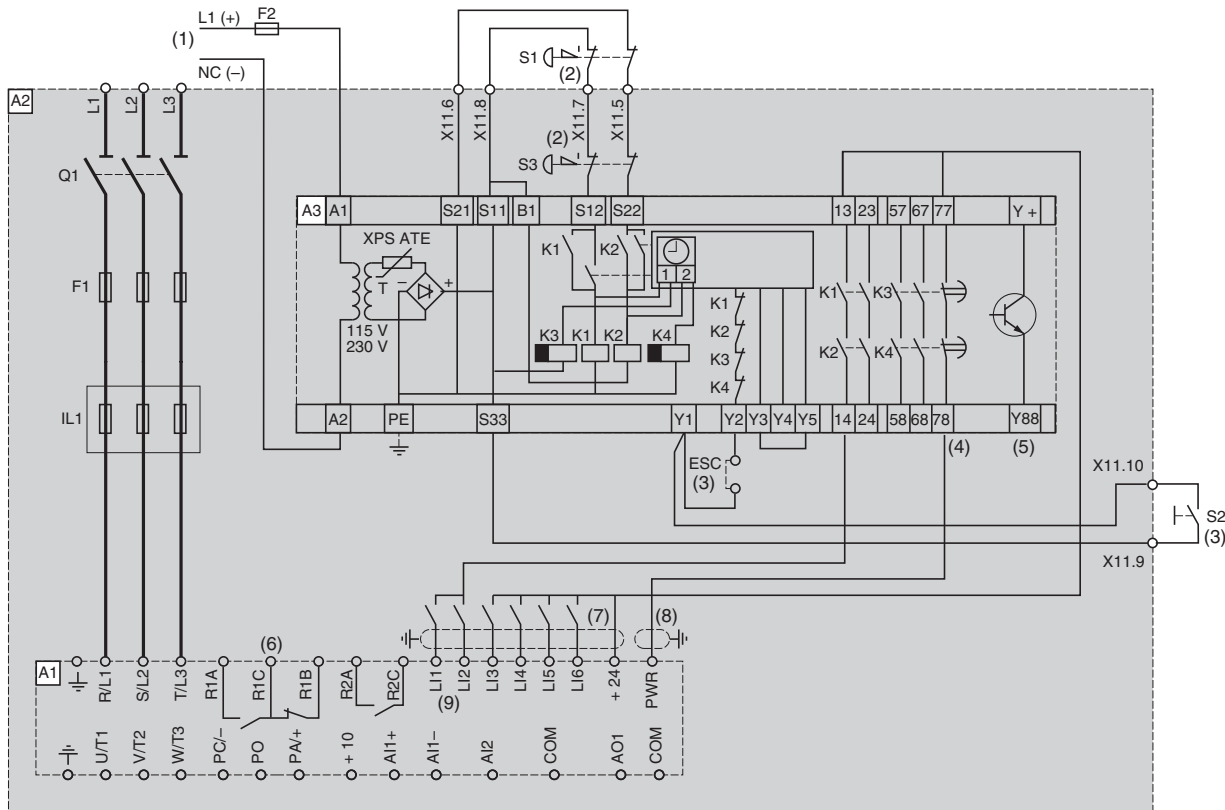 L1 (+)
F2
(1)
NC (–)
S1
(2)
A2
L1
L2
L3
X11.6
X11.8
X11.7
X11.5
(2)
S3
Q1
A3
A1
S21
S11
B1
S12
S22
13
23
57
67
77
Y +
XPS ATE
K1
K2
1
2
T
–
+
F1
115 V
230 V
K3
K1
K2
K4
K1
K2
K3
K4
K1
K3
K2
K4
IL1
A2
PE
S33
Y1
Y2
Y3
Y4
Y5
14
24
58
68
78
Y88
(4)
(5)
ESC
(3)
X11.10
S2
(3)
X11.9
(7)
(8)
(6)
A1
R/L1
S/L2
T/L3
R1A
R1C
R1B
R2A
R2C
LI1
LI2
LI3
LI4
LI5
LI6
+ 24
PWR
(9)
U/T1
V/T2
W/T3
PC/–
PO
PA/+
+ 10
AI1+
AI1–
AI2
COM
AO1
COM